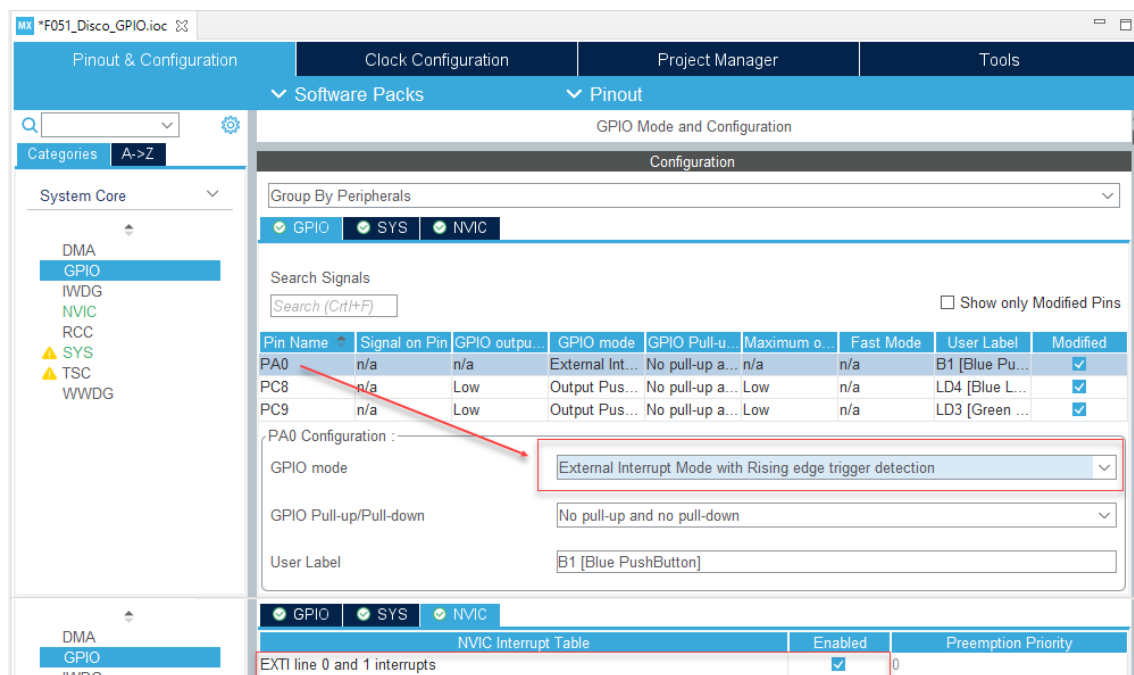 MX *F051_Disco_GPIO.ioc
Pinout & Configuration Clock Configuration Project Manager Tools
Software Packs Pinout
GPIO Mode and Configuration
Categories A->Z
Configuration
System Core
Group By Peripherals
GPIO SYS NVIC
DMA
GPIO
IWDG
NVIC
RCC
SYS
TSC
WWDG
Search Signals
Search (Crtl+F)
Show only Modified Pins
Pin Name Signal on Pin GPIO outpu... GPIO mode GPIO Pull-u... Maximum o... Fast Mode User Label Modified
PA0 n/a n/a External Int... No pull-up a... n/a n/a B1 [Blue Pu...
PC8 n/a Low Output Pus... No pull-up a... Low n/a LD4 [Blue L...
PC9 n/a Low Output Pus... No pull-up a... Low n/a LD3 [Green ...
PA0 Configuration :
GPIO mode External Interrupt Mode with Rising edge trigger detection
GPIO Pull-up/Pull-down No pull-up and no pull-down
User Label B1 [Blue PushButton]
GPIO SYS NVIC
DMA
GPIO
NVIC Interrupt Table Enabled Preemption Priority
EXTI line 0 and 1 interrupts 0